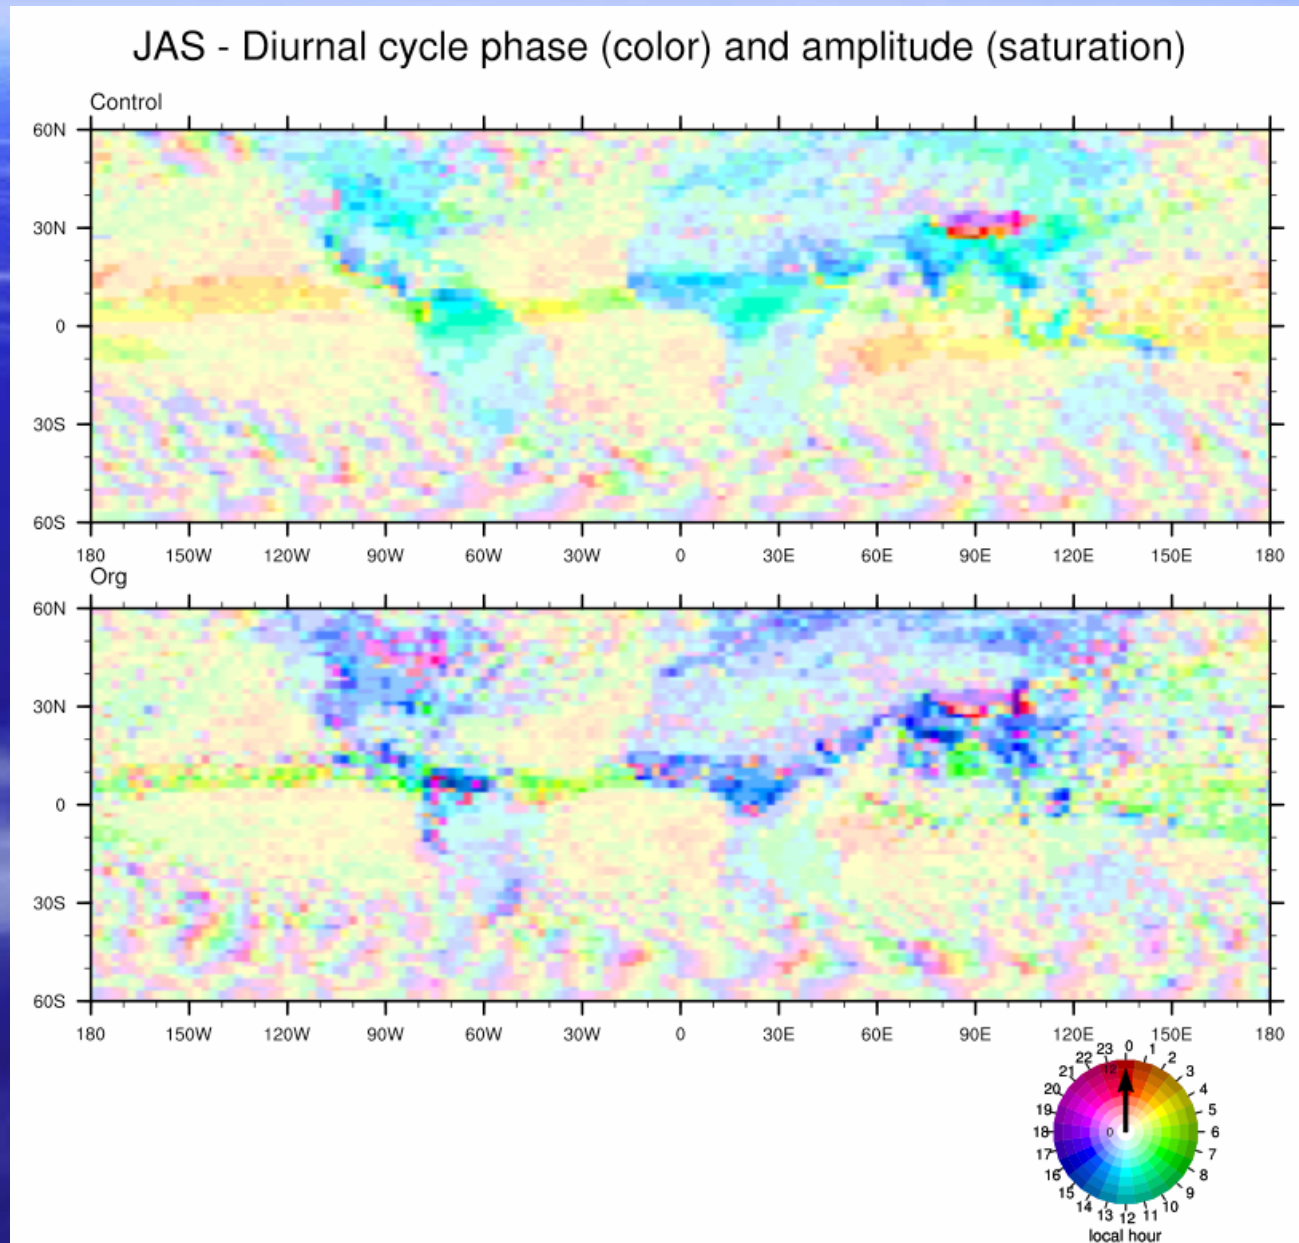 JAS - Diurnal cycle phase (color) and amplitude (saturation)
Control
60N
30N
0
30S
60S
180 150W 120W 90W 60W 30W 0 30E 60E 90E 120E 150E 180
Org
60N
30N
0
30S
60S
180 150W 120W 90W 60W 30W 0 30E 60E 90E 120E 150E 180
0 1 2 3 4 5 6 7 8 9 10 11 12 13 14 15 16 17 18 19 20 21 22 23
12
0
local hour